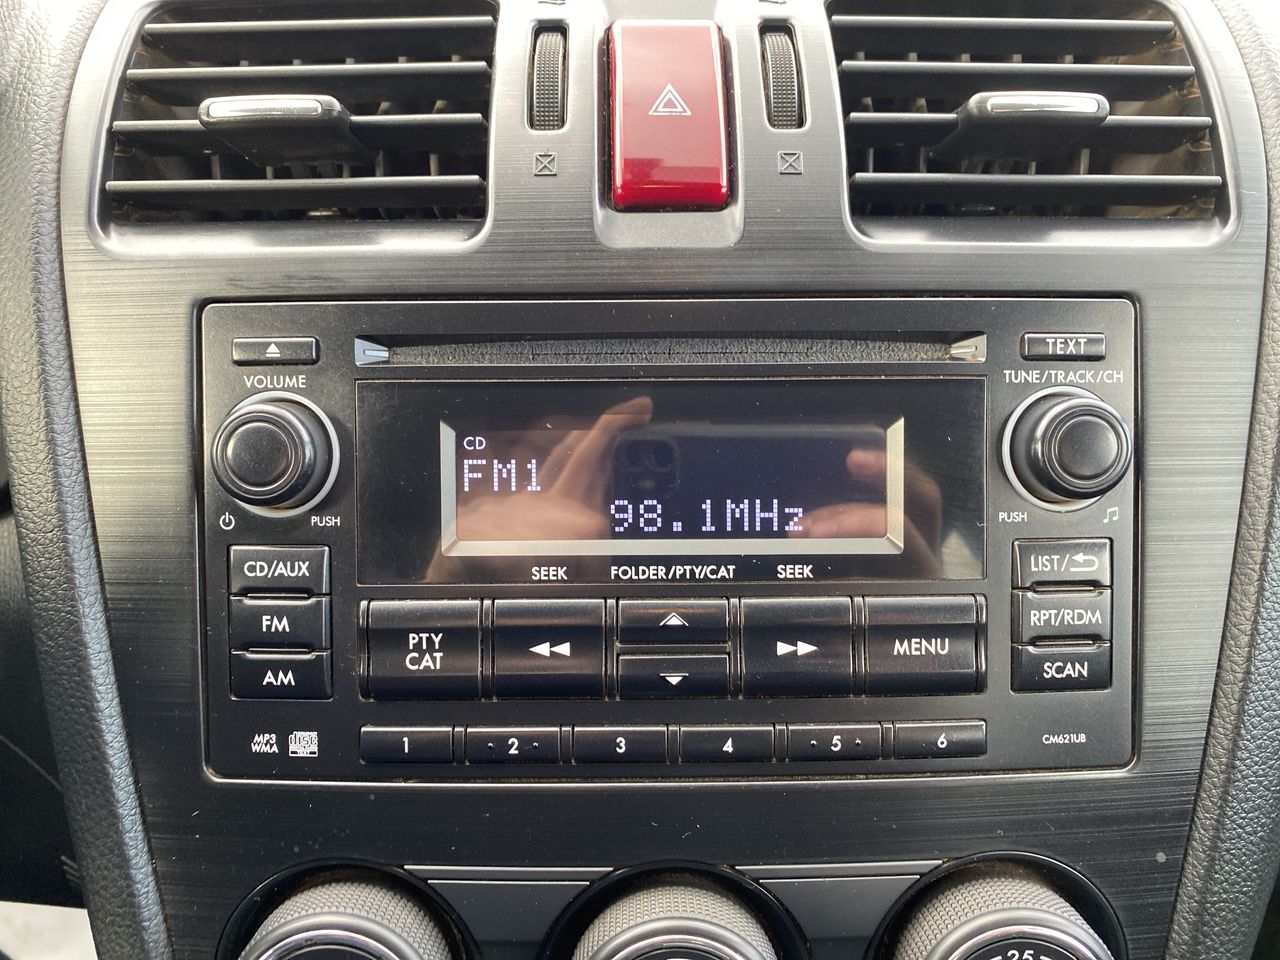 TEXT
VOLUME
TUNE/TRACK/CH
CD
FM1
98.1MHz
PUSH
PUSH
SEEK
FOLDER/PTY/CAT
SEEK
CD/AUX
LIST/
FM
PTY
CAT
MENU
RPT/RDM
AM
SCAN
MP3
WMA
disc
1
2
3
4
5
6
CM621UB
25